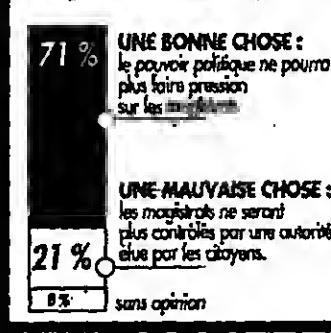 71 %
UNE BONNE CHOSE :
le pouvoir politique ne pourra
plus faire pression
sur les
UNE MAUVAISE CHOSE :
les magistrats ne seront
plus contrôlés par une autorité
élue par les citoyens.
21 %
8 %
sans opinion